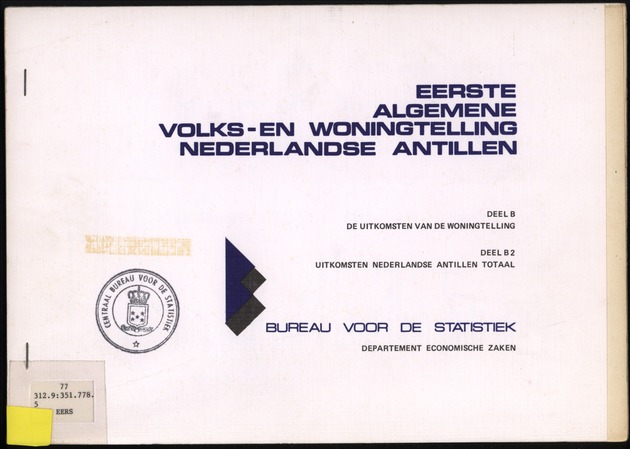 EERSTE
ALGEMENE
VOLKS-EN WONINGTELLING
NEDERLANDSE ANTILLEN
DEEL B
DE UITKOMSTEN VAN DE WONINGTELLING
DEEL B2
UITKOMSTEN NEDERLANDSE ANTILLEN TOTAAL
CENTRAAL BUREAU VOOR DE STATISTIEK
BUREAU VOOR DE STATISTIEK
DEPARTEMENT ECONOMISCHE ZAKEN
77
312.9:351.778.
5
EERS